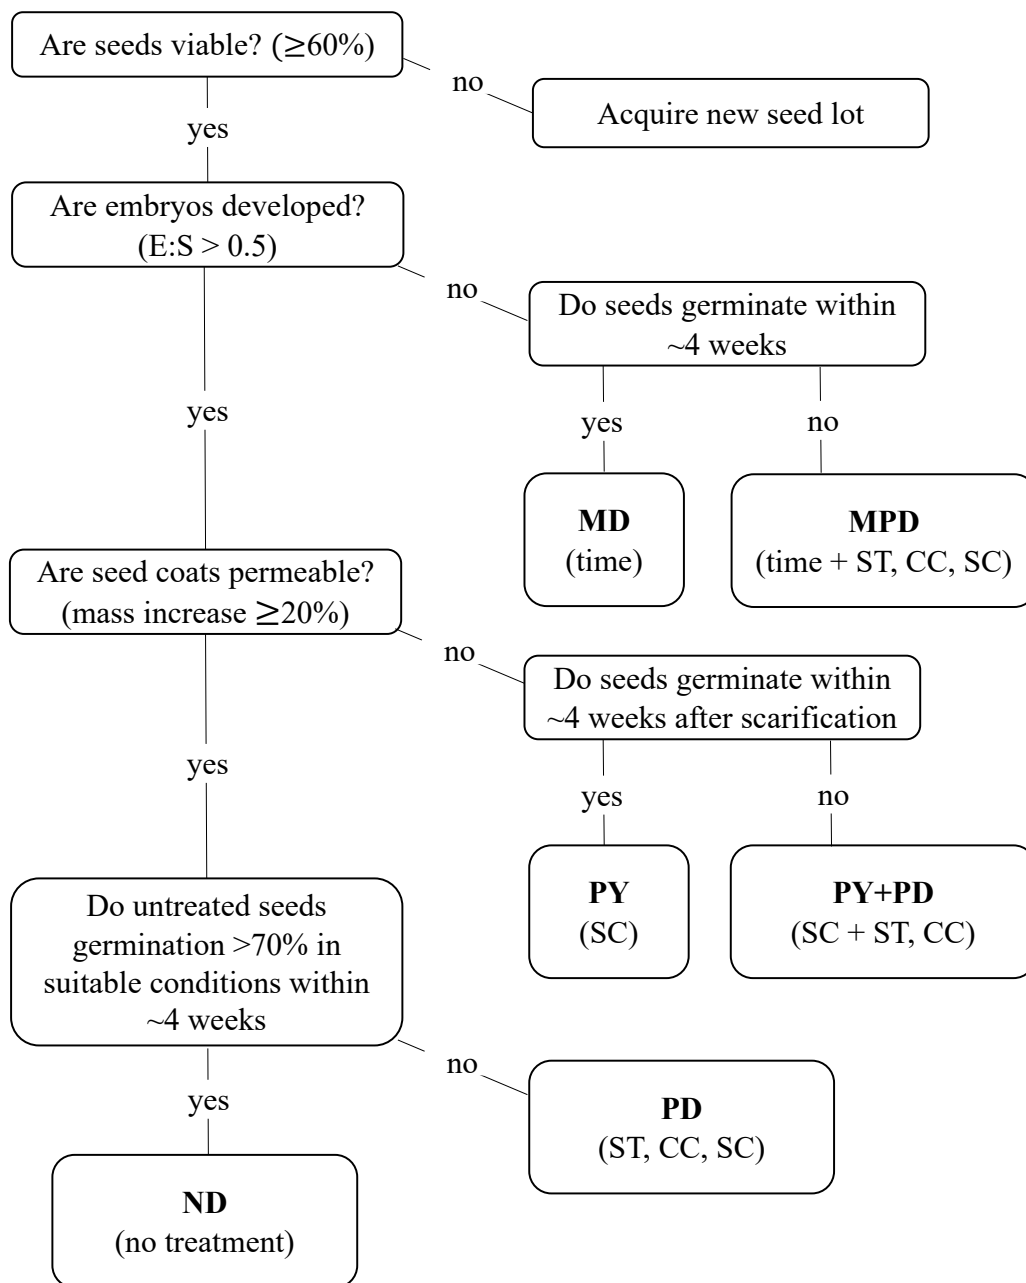 Are seeds viable? (≥60%)
no
Acquire new seed lot
yes
Are embryos developed?
(E:S > 0.5)
no
Do seeds germinate within
~4 weeks
yes
yes
no
MD
(time)
MPD
(time + ST, CC, SC)
Are seed coats permeable?
(mass increase ≥20%)
no
Do seeds germinate within
~4 weeks after scarification
yes
yes
no
PY
(SC)
PY+PD
(SC + ST, CC)
Do untreated seeds
germination >70% in
suitable conditions within
~4 weeks
no
PD
(ST, CC, SC)
yes
ND
(no treatment)